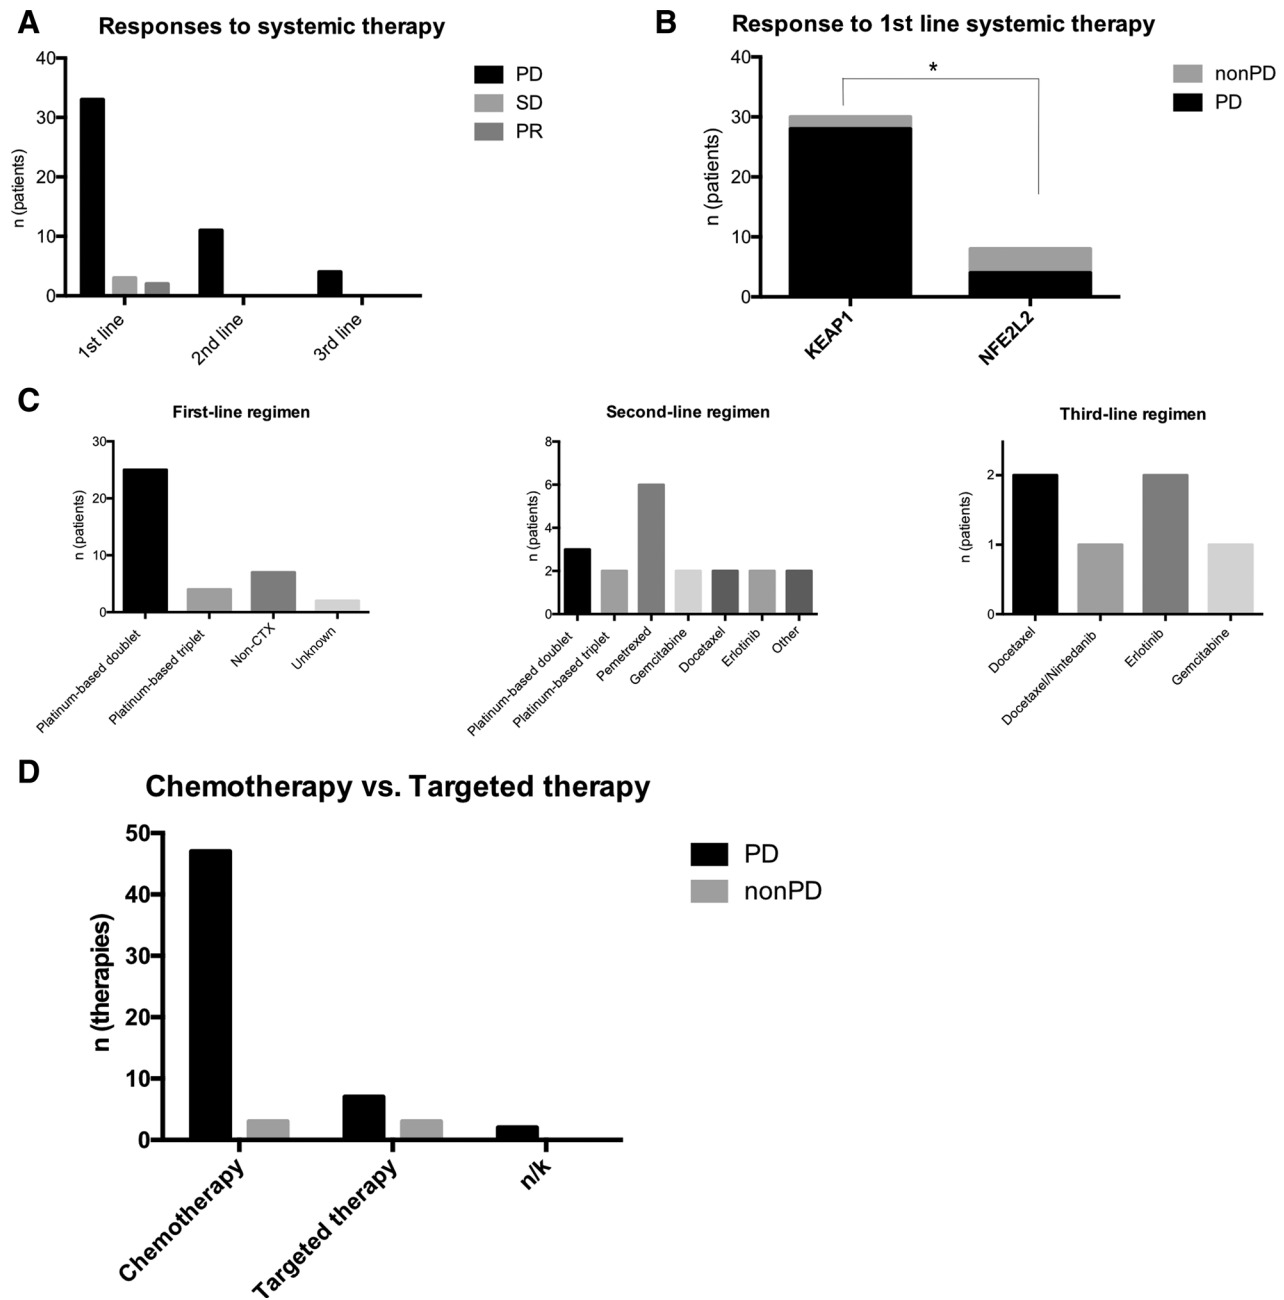 A
Responses to systemic therapy
n (patients)
40
30
20
10
0
1st line
2nd line
3rd line
PD
SD
PR
B
Response to 1st line systemic therapy
n (patients)
40
30
20
10
0
*
KEAP1
NFE2L2
nonPD
PD
C
First-line regimen
n (patients)
30
20
10
0
Platinum-based doublet
Platinum-based triplet
Non-CTX
Unknown
Second-line regimen
n (patients)
8
6
4
2
0
Platinum-based doublet
Platinum-based triplet
Pemetrexed
Gemcitabine
Docetaxel
Erlotinib
Other
Third-line regimen
n (patients)
2
1
0
Docetaxel
Docetaxel/Nintedanib
Erlotinib
Gemcitabine
D
Chemotherapy vs. Targeted therapy
n (therapies)
50
40
30
20
10
0
Chemotherapy
Targeted therapy
n/k
PD
nonPD